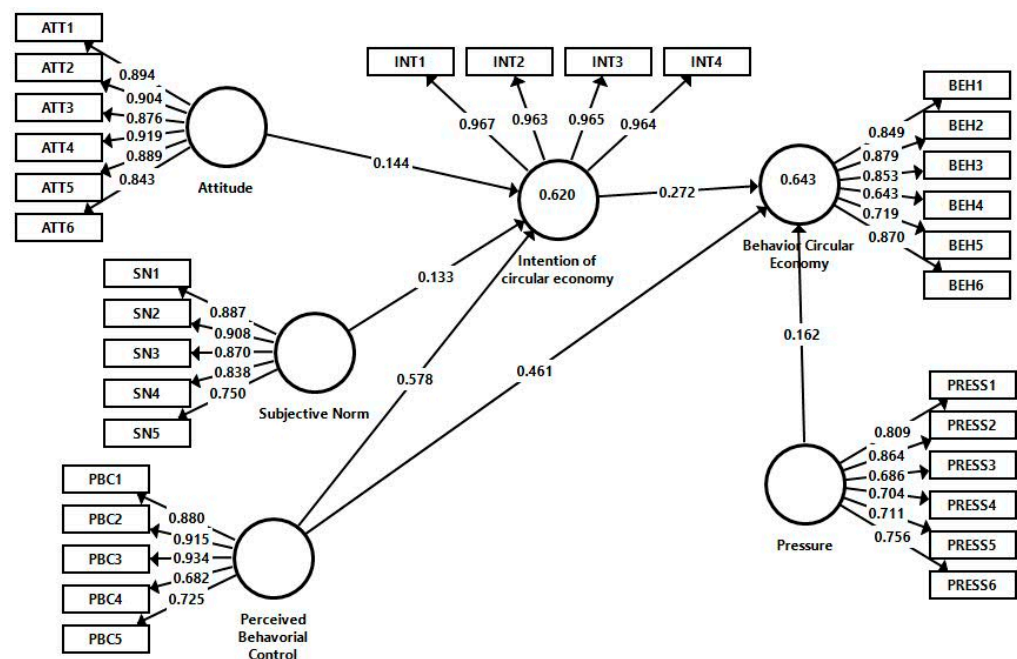 ATT1
ATT2
ATT3
ATT4
ATT5
ATT6
0.894
0.904
0.876
0.919
0.889
0.843
Attitude
INT1
INT2
INT3
INT4
0.967
0.963
0.965
0.964
0.144
0.620
Intention of
circular economy
0.272
0.643
Behavior Circular
Economy
BEH1
BEH2
BEH3
BEH4
BEH5
BEH6
0.849
0.879
0.853
0.643
0.719
0.870
SN1
SN2
SN3
SN4
SN5
0.887
0.908
0.870
0.838
0.750
Subjective Norm
0.133
0.578
0.461
0.162
PBC1
PBC2
PBC3
PBC4
PBC5
0.880
0.915
0.934
0.682
0.725
Perceived
Behavorial
Control
Pressure
PRESS1
PRESS2
PRESS3
PRESS4
PRESS5
PRESS6
0.809
0.864
0.686
0.704
0.711
0.756